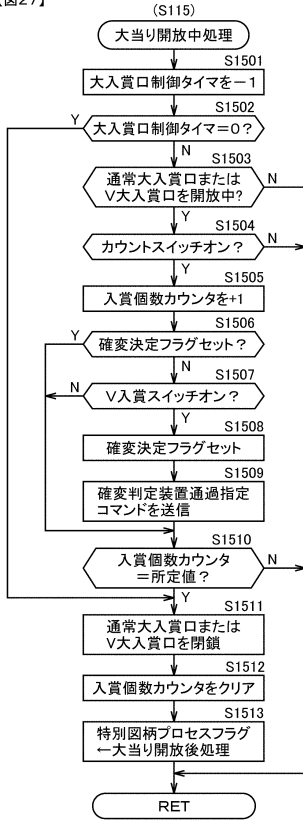 【図27】
(S115)
大当り開放中処理
S1501
大入賞口制御タイマを−1
S1502
Y
大入賞口制御タイマ=0?
N
S1503
通常大入賞口または
V大入賞口を開放中?
N
Y
S1504
カウントスイッチオン?
N
Y
S1505
入賞個数カウンタを+1
S1506
Y
確変決定フラグセット?
N
S1507
N
V入賞スイッチオン?
Y
S1508
確変決定フラグセット
S1509
確変判定装置通過指定
コマンドを送信
S1510
入賞個数カウンタ
=所定値?
N
Y
S1511
通常大入賞口または
V大入賞口を閉鎖
S1512
入賞個数カウンタをクリア
S1513
特別図柄プロセスフラグ
←大当り開放後処理
RET